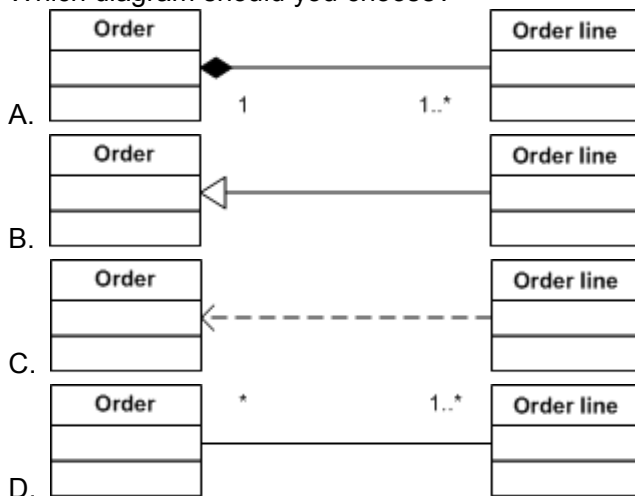 Which diagram should you choose?
Order Order line
A. 1 1..*
Order Order line
B.
Order Order line
C.
Order * 1..* Order line
D.